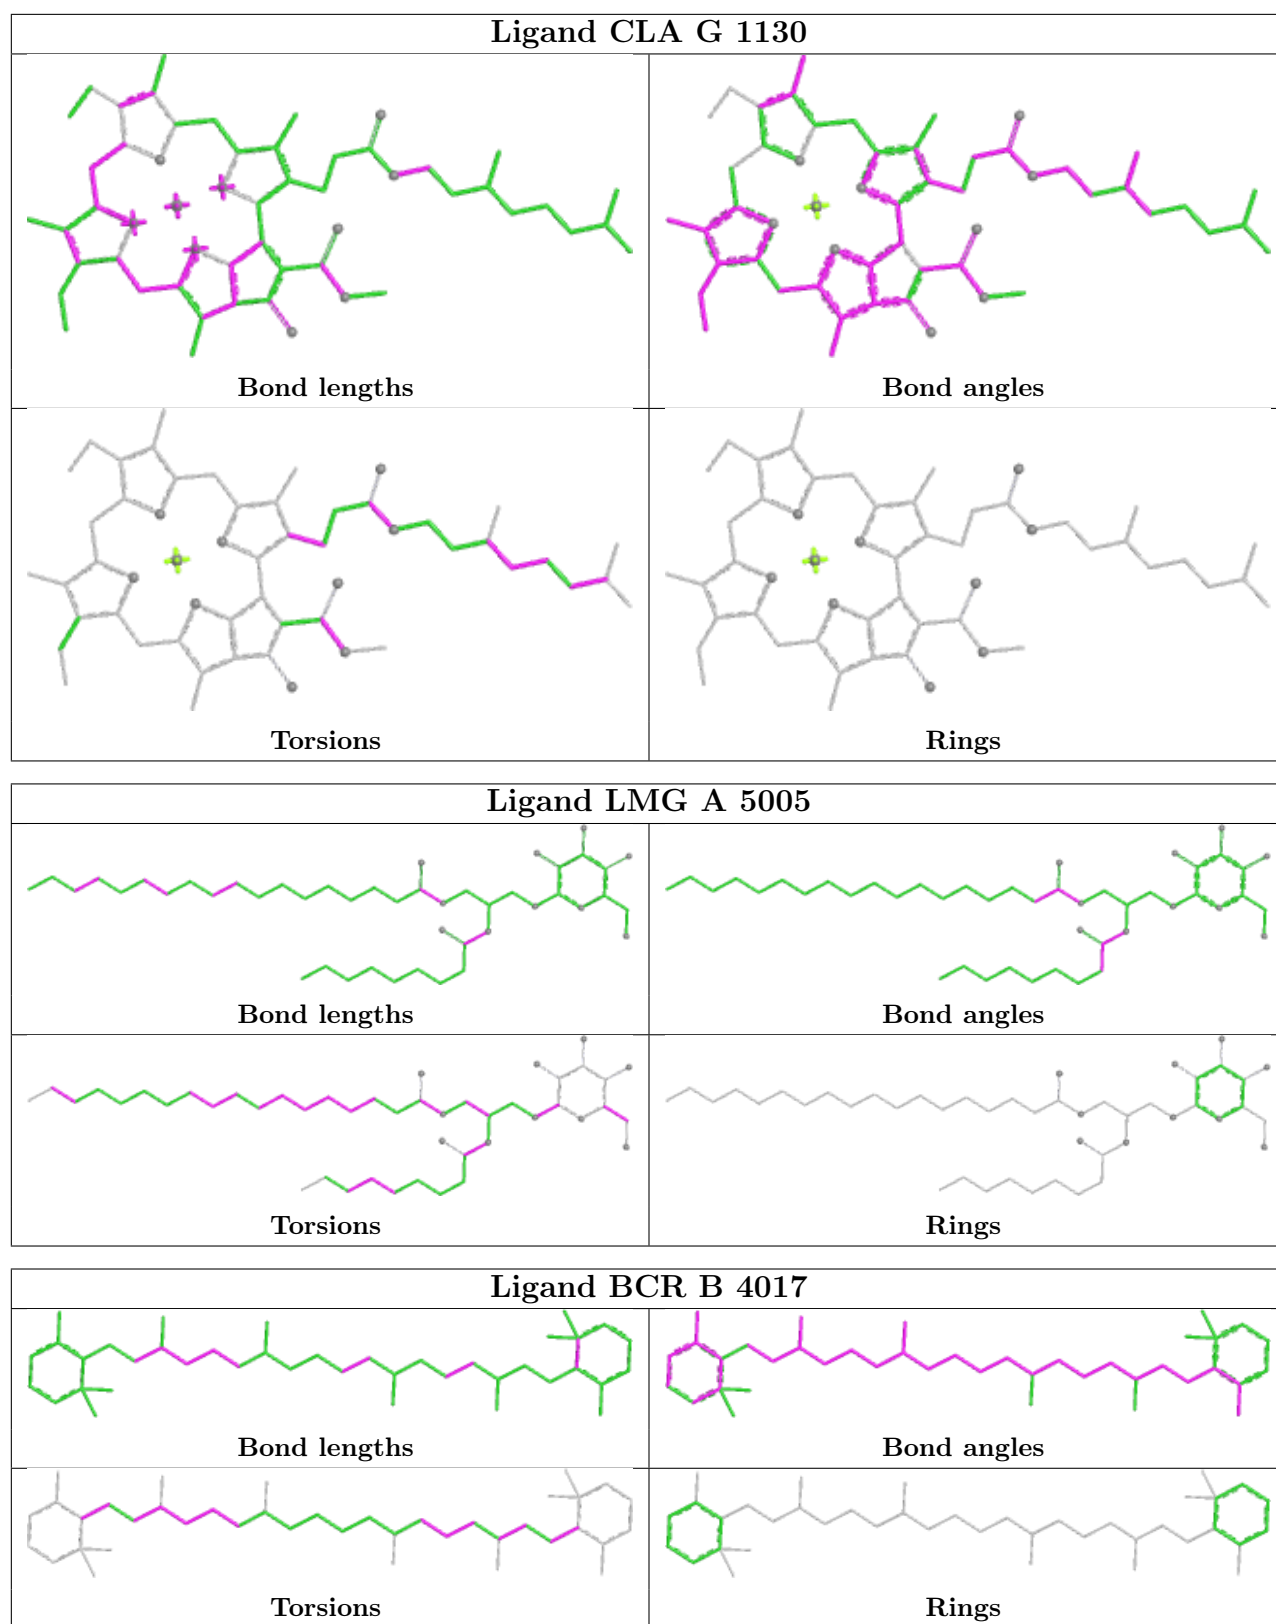 Ligand CLA G 1130
Bond lengths
Bond angles
Torsions
Rings
Ligand LMG A 5005
Bond lengths
Bond angles
Torsions
Rings
Ligand BCR B 4017
Bond lengths
Bond angles
Torsions
Rings